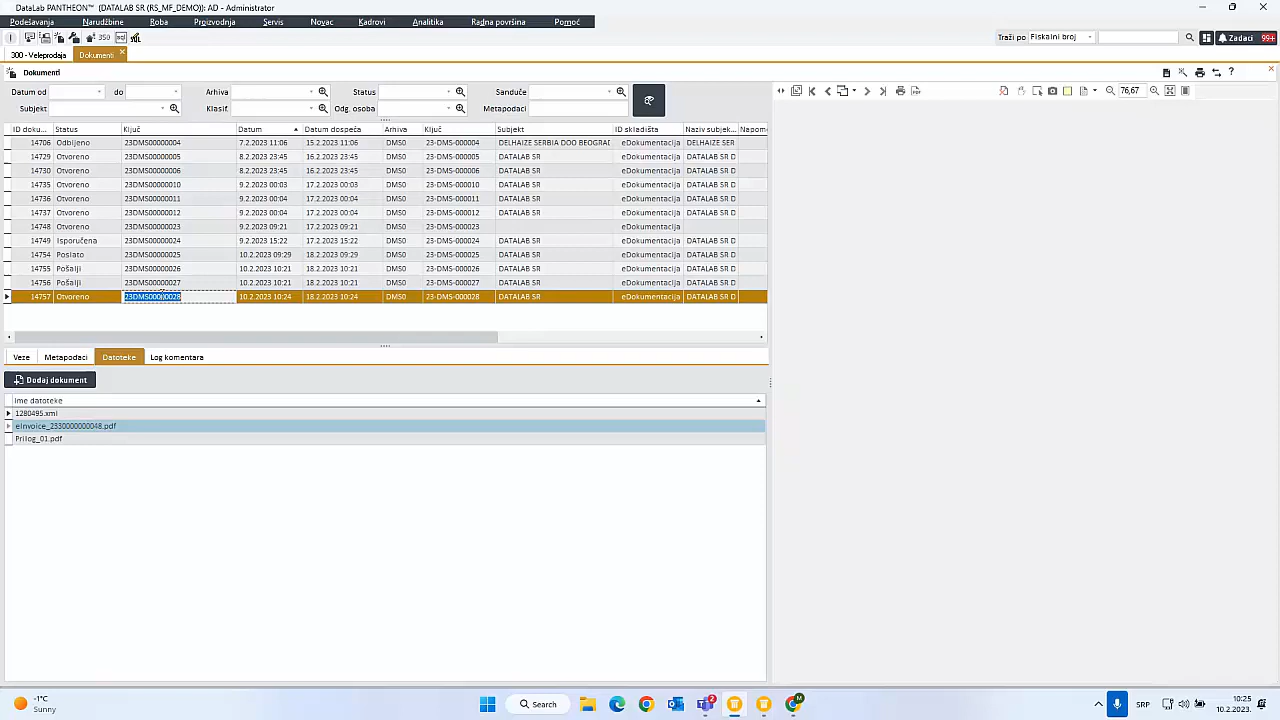 DataLab PANTHEON™ (DATALAB SR (RS_MF_DEMO)); AD - Administrator
Podešavanja Narudžbine Roba Proizvodnja Servis Novac Kadrovi Analitika Radna površina Pomoć
350 Traži po Fiskalni broj Zadaci 99+
300 - Veleprodaja Dokumenti
Dokumenti
Datum od do Arhiva Status Sanduče 76,67
Subjekt Klasif. Odg. osoba Metapodaci
ID doku... Status Ključ Datum Datum dospeća Arhiva Ključ Subjekt ID skladišta Naziv subjek... Napom
14706 Odbijeno 23DMS00000004 7.2.2023 11:06 15.2.2023 11:06 DMS0 23-DMS-000004 DELHAIZE SERBIA DOO BEOGRAD eDokumentacija DELHAIZE SER
14729 Otvoreno 23DMS00000005 8.2.2023 23:45 16.2.2023 23:45 DMS0 23-DMS-000005 DATALAB SR eDokumentacija DATALAB SR D
14730 Otvoreno 23DMS00000006 8.2.2023 23:45 16.2.2023 23:45 DMS0 23-DMS-000006 DATALAB SR eDokumentacija DATALAB SR D
14735 Otvoreno 23DMS00000010 9.2.2023 00:03 17.2.2023 00:03 DMS0 23-DMS-000010 DATALAB SR eDokumentacija DATALAB SR D
14736 Otvoreno 23DMS00000011 9.2.2023 00:04 17.2.2023 00:04 DMS0 23-DMS-000011 DATALAB SR eDokumentacija DATALAB SR D
14737 Otvoreno 23DMS00000012 9.2.2023 00:04 17.2.2023 00:04 DMS0 23-DMS-000012 DATALAB SR eDokumentacija DATALAB SR D
14748 Otvoreno 23DMS00000023 9.2.2023 09:21 17.2.2023 09:21 DMS0 23-DMS-000023 eDokumentacija
14749 Isporučena 23DMS00000024 9.2.2023 15:22 17.2.2023 15:22 DMS0 23-DMS-000024 DATALAB SR eDokumentacija DATALAB SR D
14754 Poslato 23DMS00000025 10.2.2023 09:29 18.2.2023 09:29 DMS0 23-DMS-000025 DATALAB SR eDokumentacija DATALAB SR D
14755 Pošalji 23DMS00000026 10.2.2023 10:21 18.2.2023 10:21 DMS0 23-DMS-000026 DATALAB SR eDokumentacija DATALAB SR D
14756 Pošalji 23DMS00000027 10.2.2023 10:21 18.2.2023 10:21 DMS0 23-DMS-000027 DATALAB SR eDokumentacija DATALAB SR D
14757 Otvoreno 23DMS00000028 10.2.2023 10:24 18.2.2023 10:24 DMS0 23-DMS-000028 DATALAB SR eDokumentacija DATALAB SR D
Veze Metapodaci Datoteke Log komentara
Dodaj dokument
Ime datoteke
1280495.xml
eInvoice_2330000000048.pdf
Prilog_01.pdf
-1°C
Sunny
Search
2
M
SRP
10:25
10.2.2023.